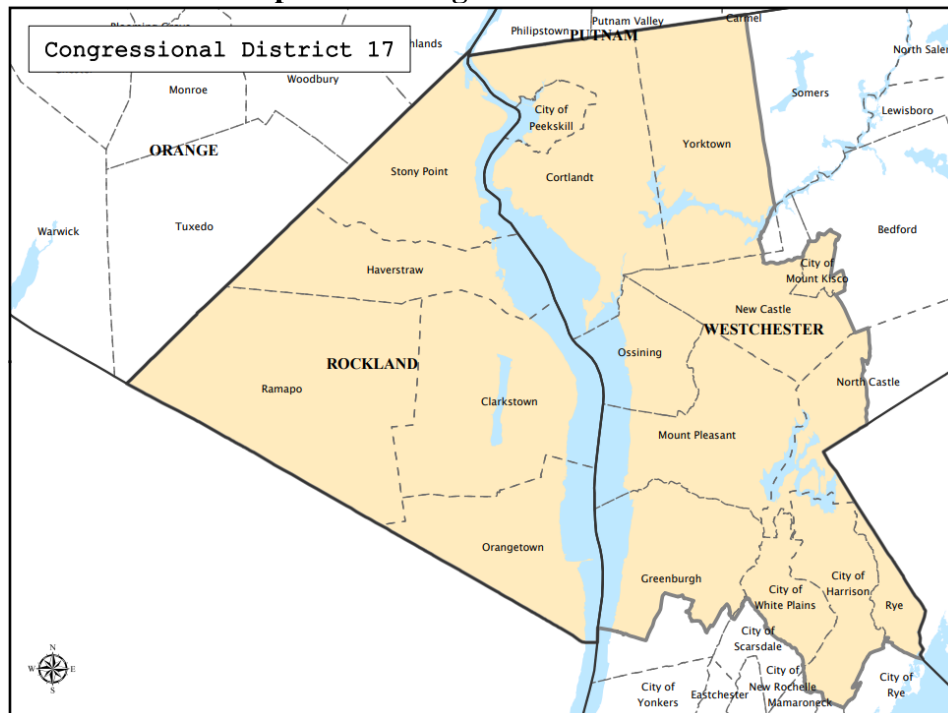 Congressional District 17
Philipstown
Putnam Valley
Carmel
PUTNAM
North Salem
Woodbury
Monroe
Somers
Lewisboro
City of
Peekskill
ORANGE
Yorktown
Stony Point
Cortlandt
Tuxedo
Warwick
Bedford
Haverstraw
City of
Mount Kisco
New Castle
WESTCHESTER
Ossining
ROCKLAND
Ramapo
North Castle
Clarkstown
Mount Pleasant
Orangetown
Greenburgh
City of
White Plains
City of
Harrison
Rye
City of
Scarsdale
City of
New Rochelle
City of
Yonkers
Eastchester
Mamaroneck
City of
Rye
N
W E
S